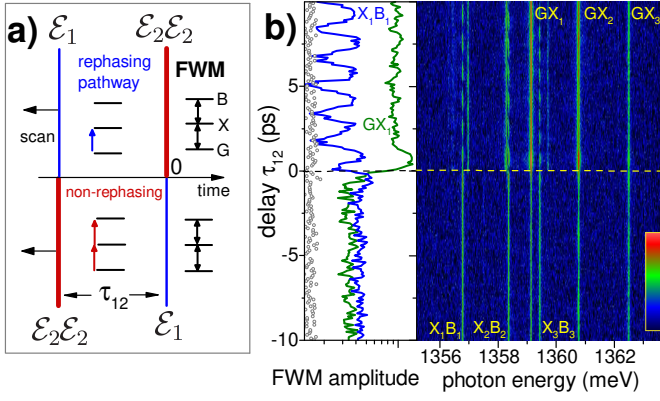 a)
ℰ₁
ℰ₂ℰ₂
rephasing
pathway
FWM
scan
B
X
G
0
non-rephasing
time
τ₁₂
ℰ₂ℰ₂
ℰ₁
b)
X₁B₁
GX₁
GX₁
GX₂
GX₃
delay τ₁₂ (ps)
5
0
-5
-10
X₁B₁
X₂B₂
X₃B₃
1356
1358
1360
1362
FWM amplitude
photon energy (meV)